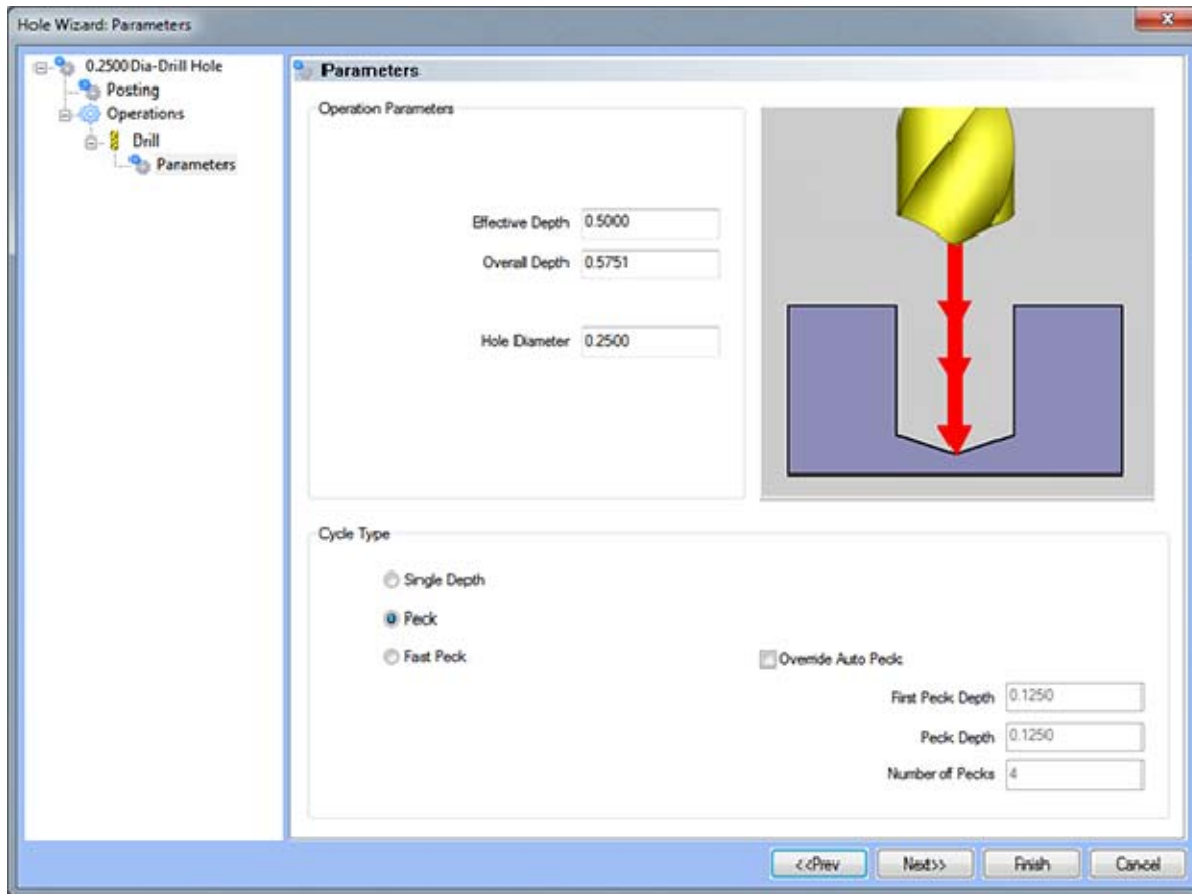 Hole Wizard: Parameters
0.2500 Dia-Drill Hole
Posting
Operations
Drill
Parameters
Parameters
Operation Parameters
Effective Depth 0.5000
Overall Depth 0.5751
Hole Diameter 0.2500
Cycle Type
Single Depth
Peck
Fast Peck
Override Auto Peck
First Peck Depth 0.1250
Peck Depth 0.1250
Number of Pecks 4
<<Prev Next>> Finish Cancel